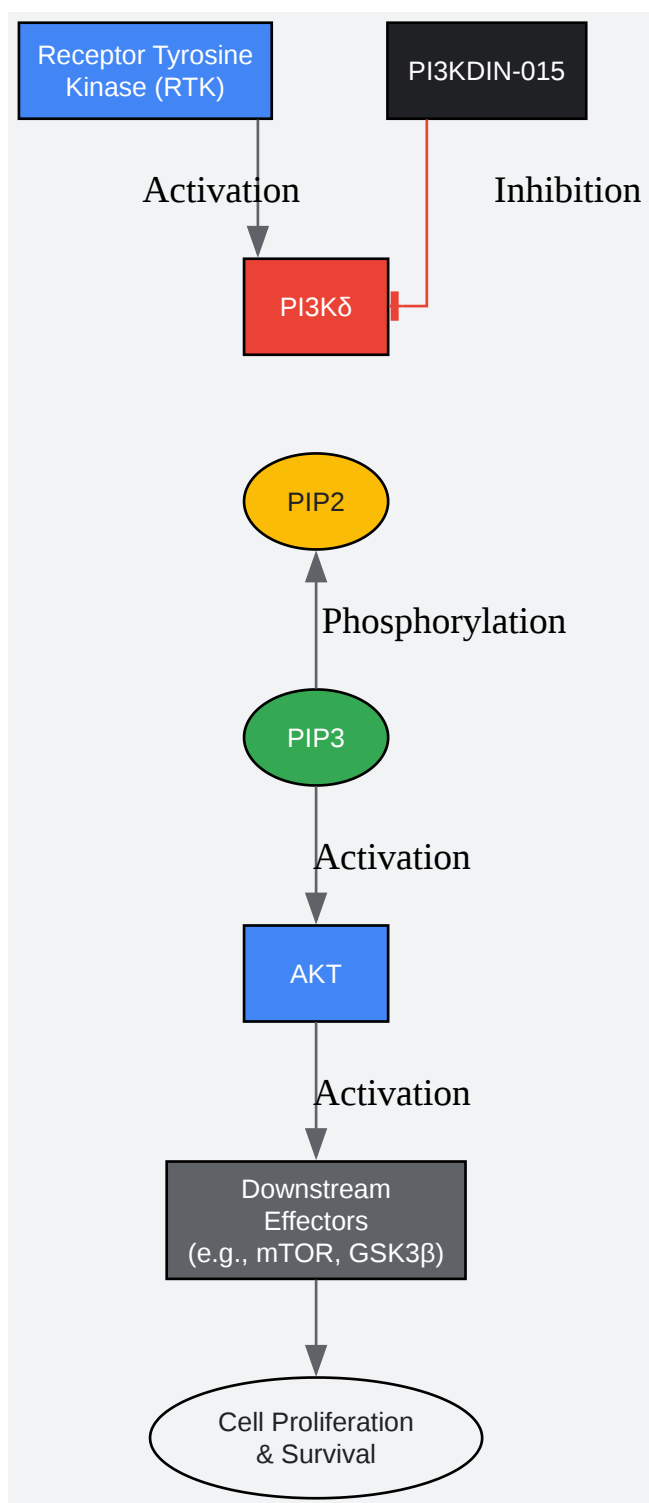 Receptor Tyrosine
Kinase (RTK)
PI3KDIN-015
Activation
Inhibition
PI3Kδ
PIP2
Phosphorylation
PIP3
Activation
AKT
Activation
Downstream
Effectors
(e.g., mTOR, GSK3β)
Cell Proliferation
& Survival